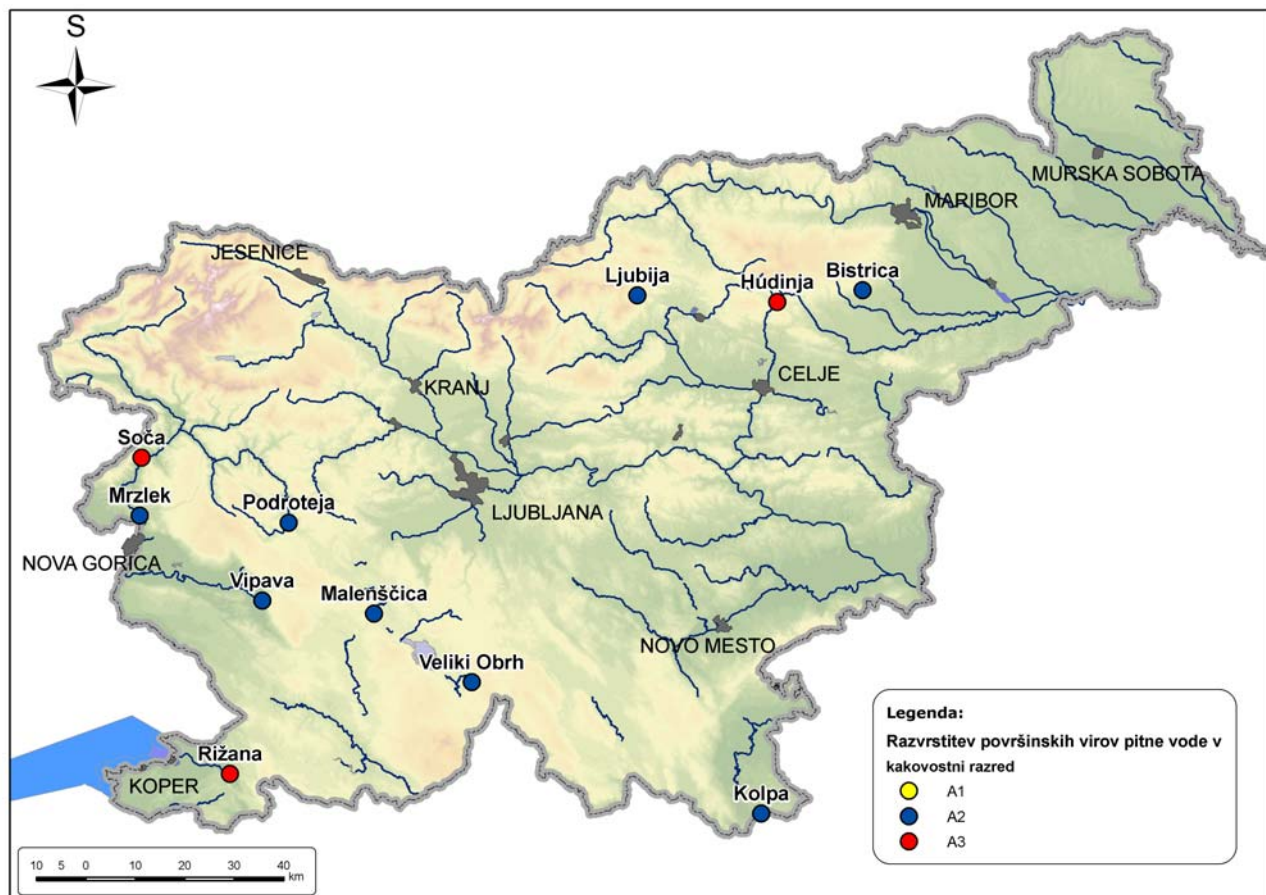 S
MURSKA SOBOTA
MARIBOR
JESENICE
Ljubija
Húdinja
Bistrica
KRANJ
CELJE
Soča
Mrzlek
Podroteja
LJUBLJANA
NOVA GORICA
Vipava
Malenščica
NOVO MESTO
Veliki Obrh
Rižana
KOPER
Kolpa
Legenda:
Razvrstitev površinskih virov pitne vode v
kakovostni razred
A1
A2
A3
10 5 0 10 20 30 40
km